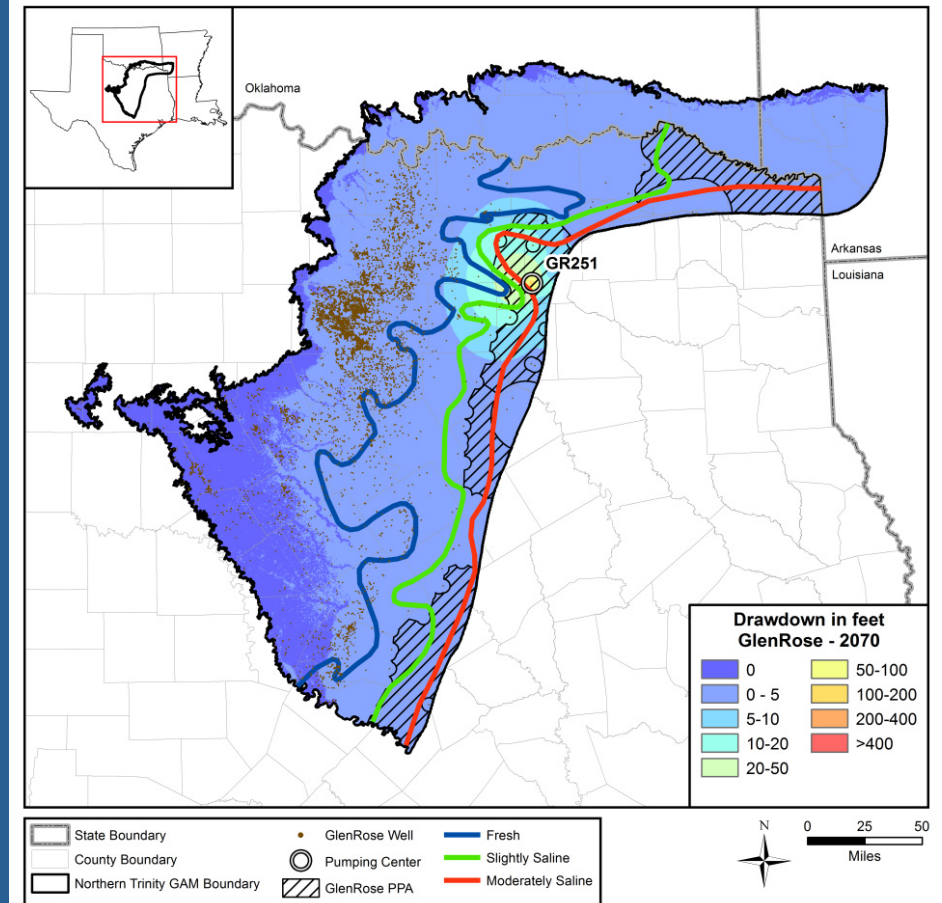 Oklahoma
Arkansas
Louisiana
GR251
Drawdown in feet
GlenRose - 2070
0
0 - 5
5-10
10-20
20-50
50-100
100-200
200-400
>400
State Boundary
County Boundary
Northern Trinity GAM Boundary
GlenRose Well
Pumping Center
GlenRose PPA
Fresh
Slightly Saline
Moderately Saline
N
0 25 50
Miles